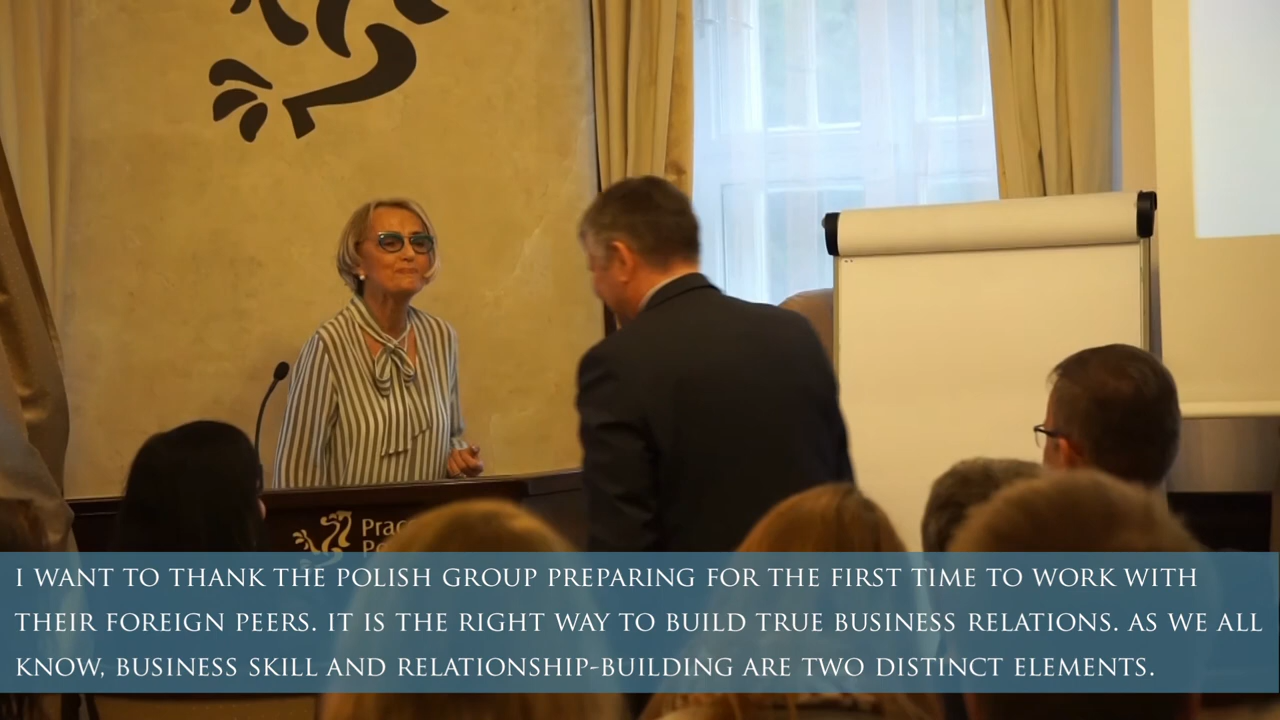 Prac
I WANT TO THANK THE POLISH GROUP PREPARING FOR THE FIRST TIME TO WORK WITH
THEIR FOREIGN PEERS. IT IS THE RIGHT WAY TO BUILD TRUE BUSINESS RELATIONS. AS WE ALL
KNOW, BUSINESS SKILL AND RELATIONSHIP-BUILDING ARE TWO DISTINCT ELEMENTS.